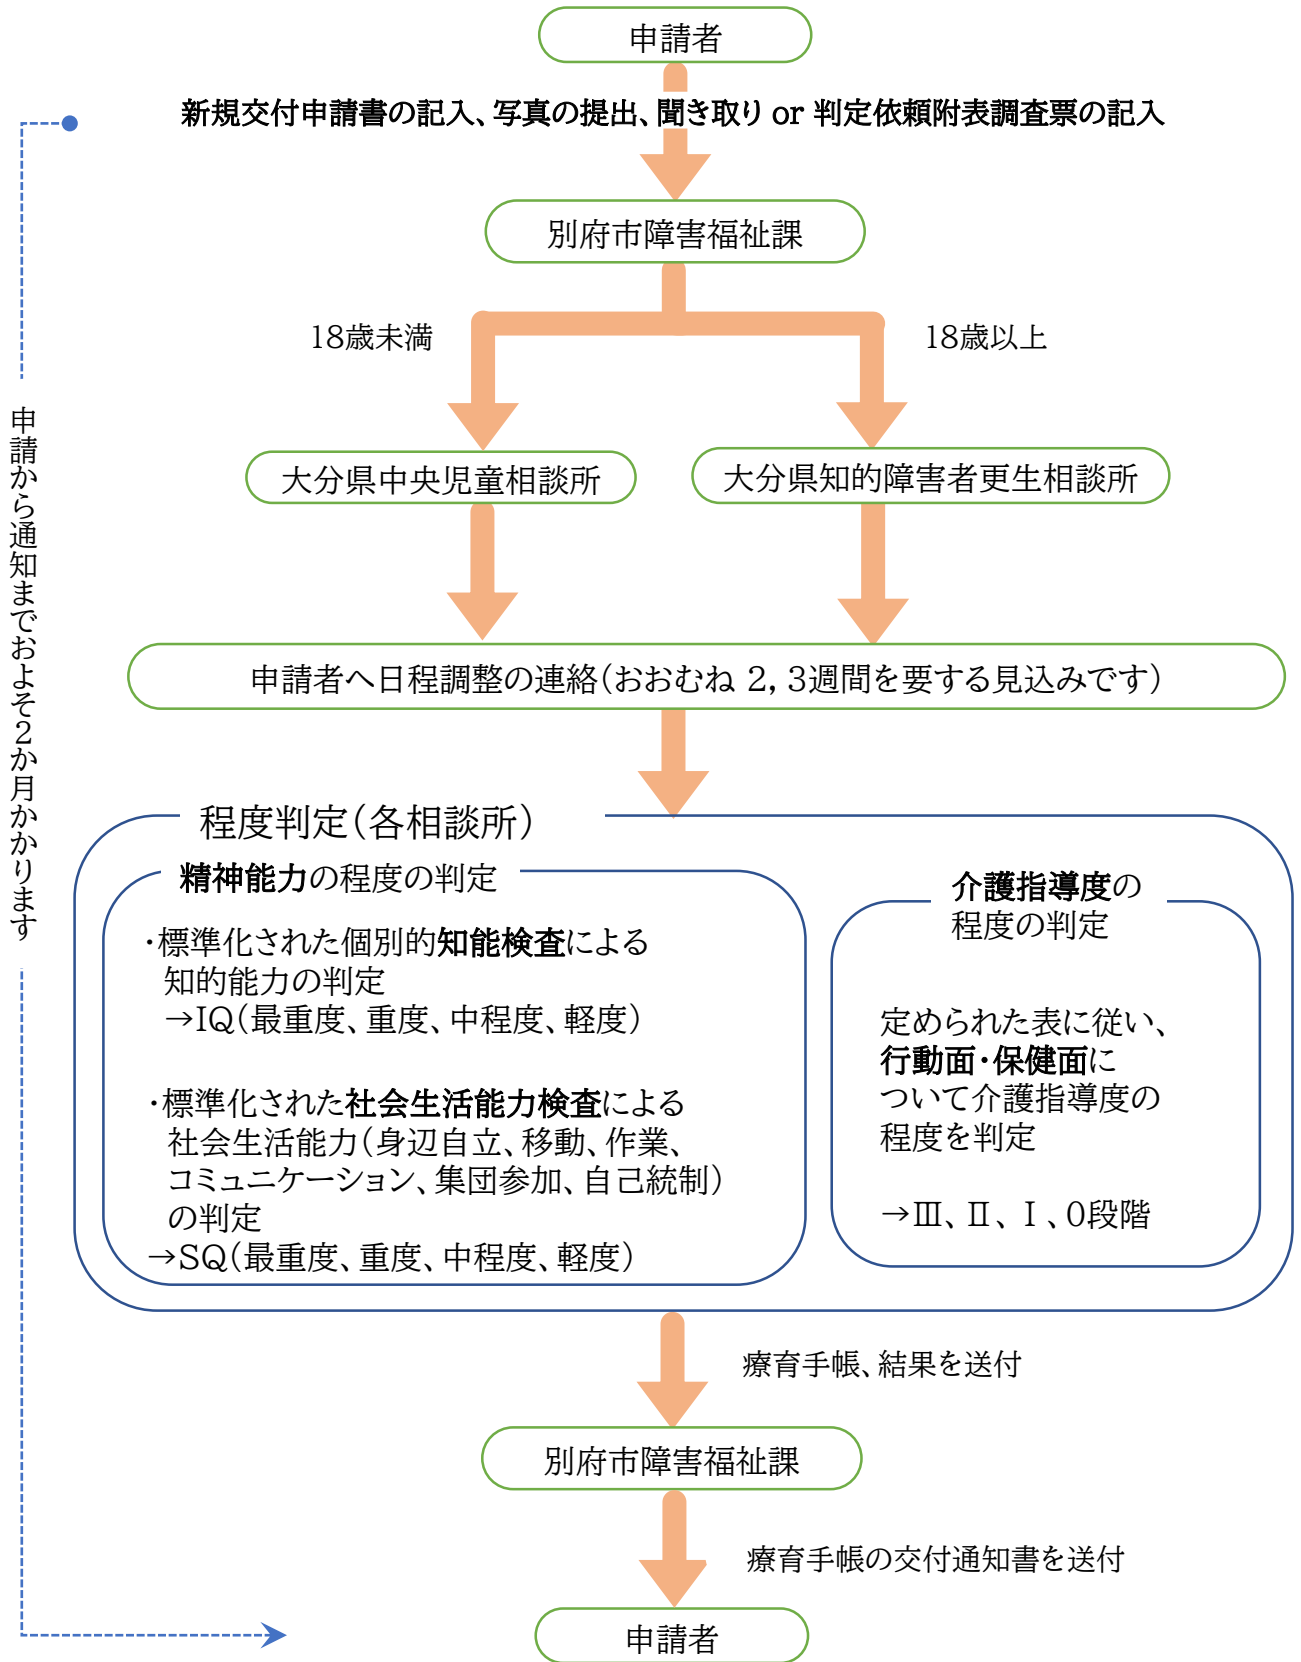 申請者
新規交付申請書の記入、写真の提出、聞き取り or 判定依頼附表調査票の記入
別府市障害福祉課
18歳未満
18歳以上
大分県中央児童相談所
大分県知的障害者更生相談所
申請から通知までおよそ2か月かかります
申請者へ日程調整の連絡(おおむね 2,3週間を要する見込みです)
程度判定(各相談所)
精神能力の程度の判定
・標準化された個別的知能検査による
知的能力の判定
→IQ(最重度、重度、中程度、軽度)
・標準化された社会生活能力検査による
社会生活能力(身辺自立、移動、作業、
コミュニケーション、集団参加、自己統制)
の判定
→SQ(最重度、重度、中程度、軽度)
介護指導度の
程度の判定
定められた表に従い、
行動面・保健面に
ついて介護指導度の
程度を判定
→Ⅲ、Ⅱ、Ⅰ、0段階
療育手帳、結果を送付
別府市障害福祉課
療育手帳の交付通知書を送付
申請者